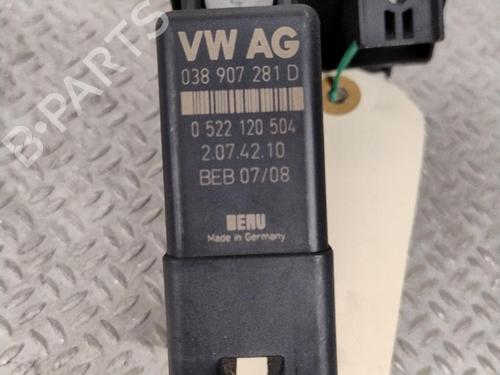 VW AG
038 907 281 D
0 522 120 504
2.07.42.10
BEB 07/08
BERU
Made in Germany